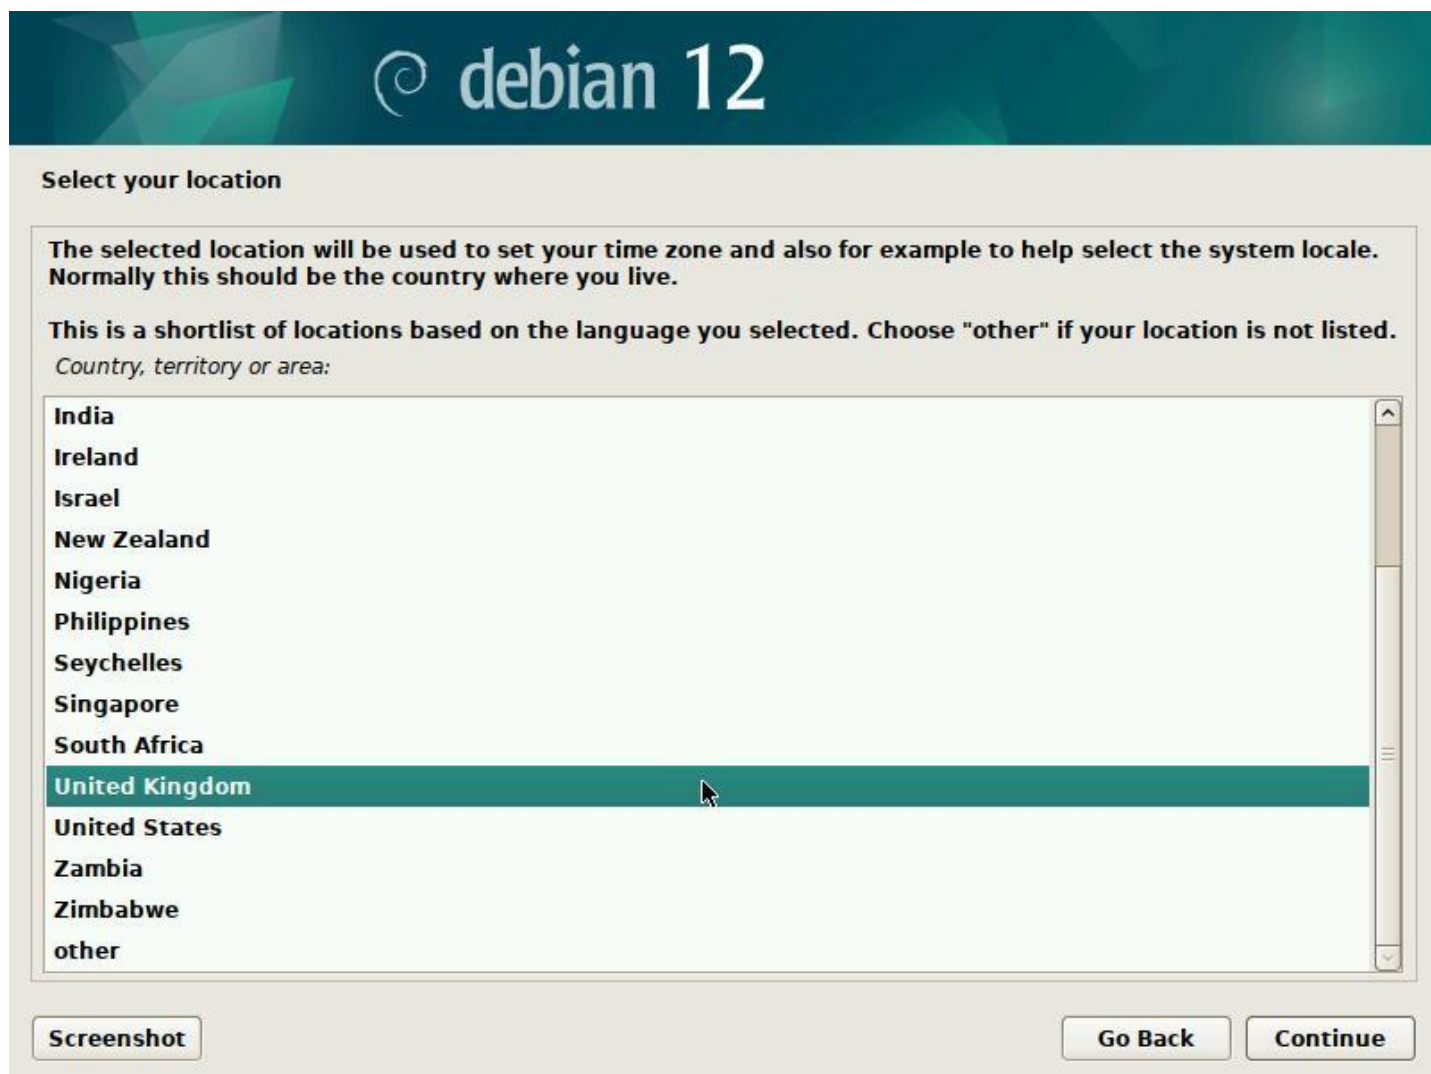 debian 12
Select your location
The selected location will be used to set your time zone and also for example to help select the system locale.
Normally this should be the country where you live.
This is a shortlist of locations based on the language you selected. Choose "other" if your location is not listed.
Country, territory or area:
India
Ireland
Israel
New Zealand
Nigeria
Philippines
Seychelles
Singapore
South Africa
United Kingdom
United States
Zambia
Zimbabwe
other
Screenshot
Go Back
Continue